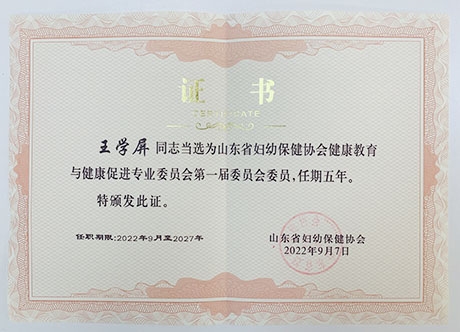 证书
CERTIFICATE
王学屏 同志当选为山东省妇幼保健协会健康教育
与健康促进专业委员会第一届委员会委员,任期五年。
特颁发此证。
任职期限:2022年9月至2027年
山东省妇幼保健协会
2022年9月7日